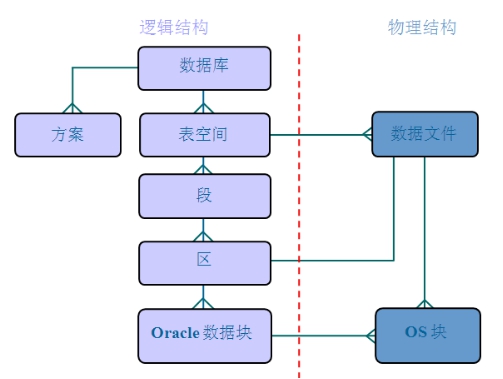 逻辑结构
物理结构
数据库
方案
表空间
数据文件
段
区
Oracle 数据块
OS 块